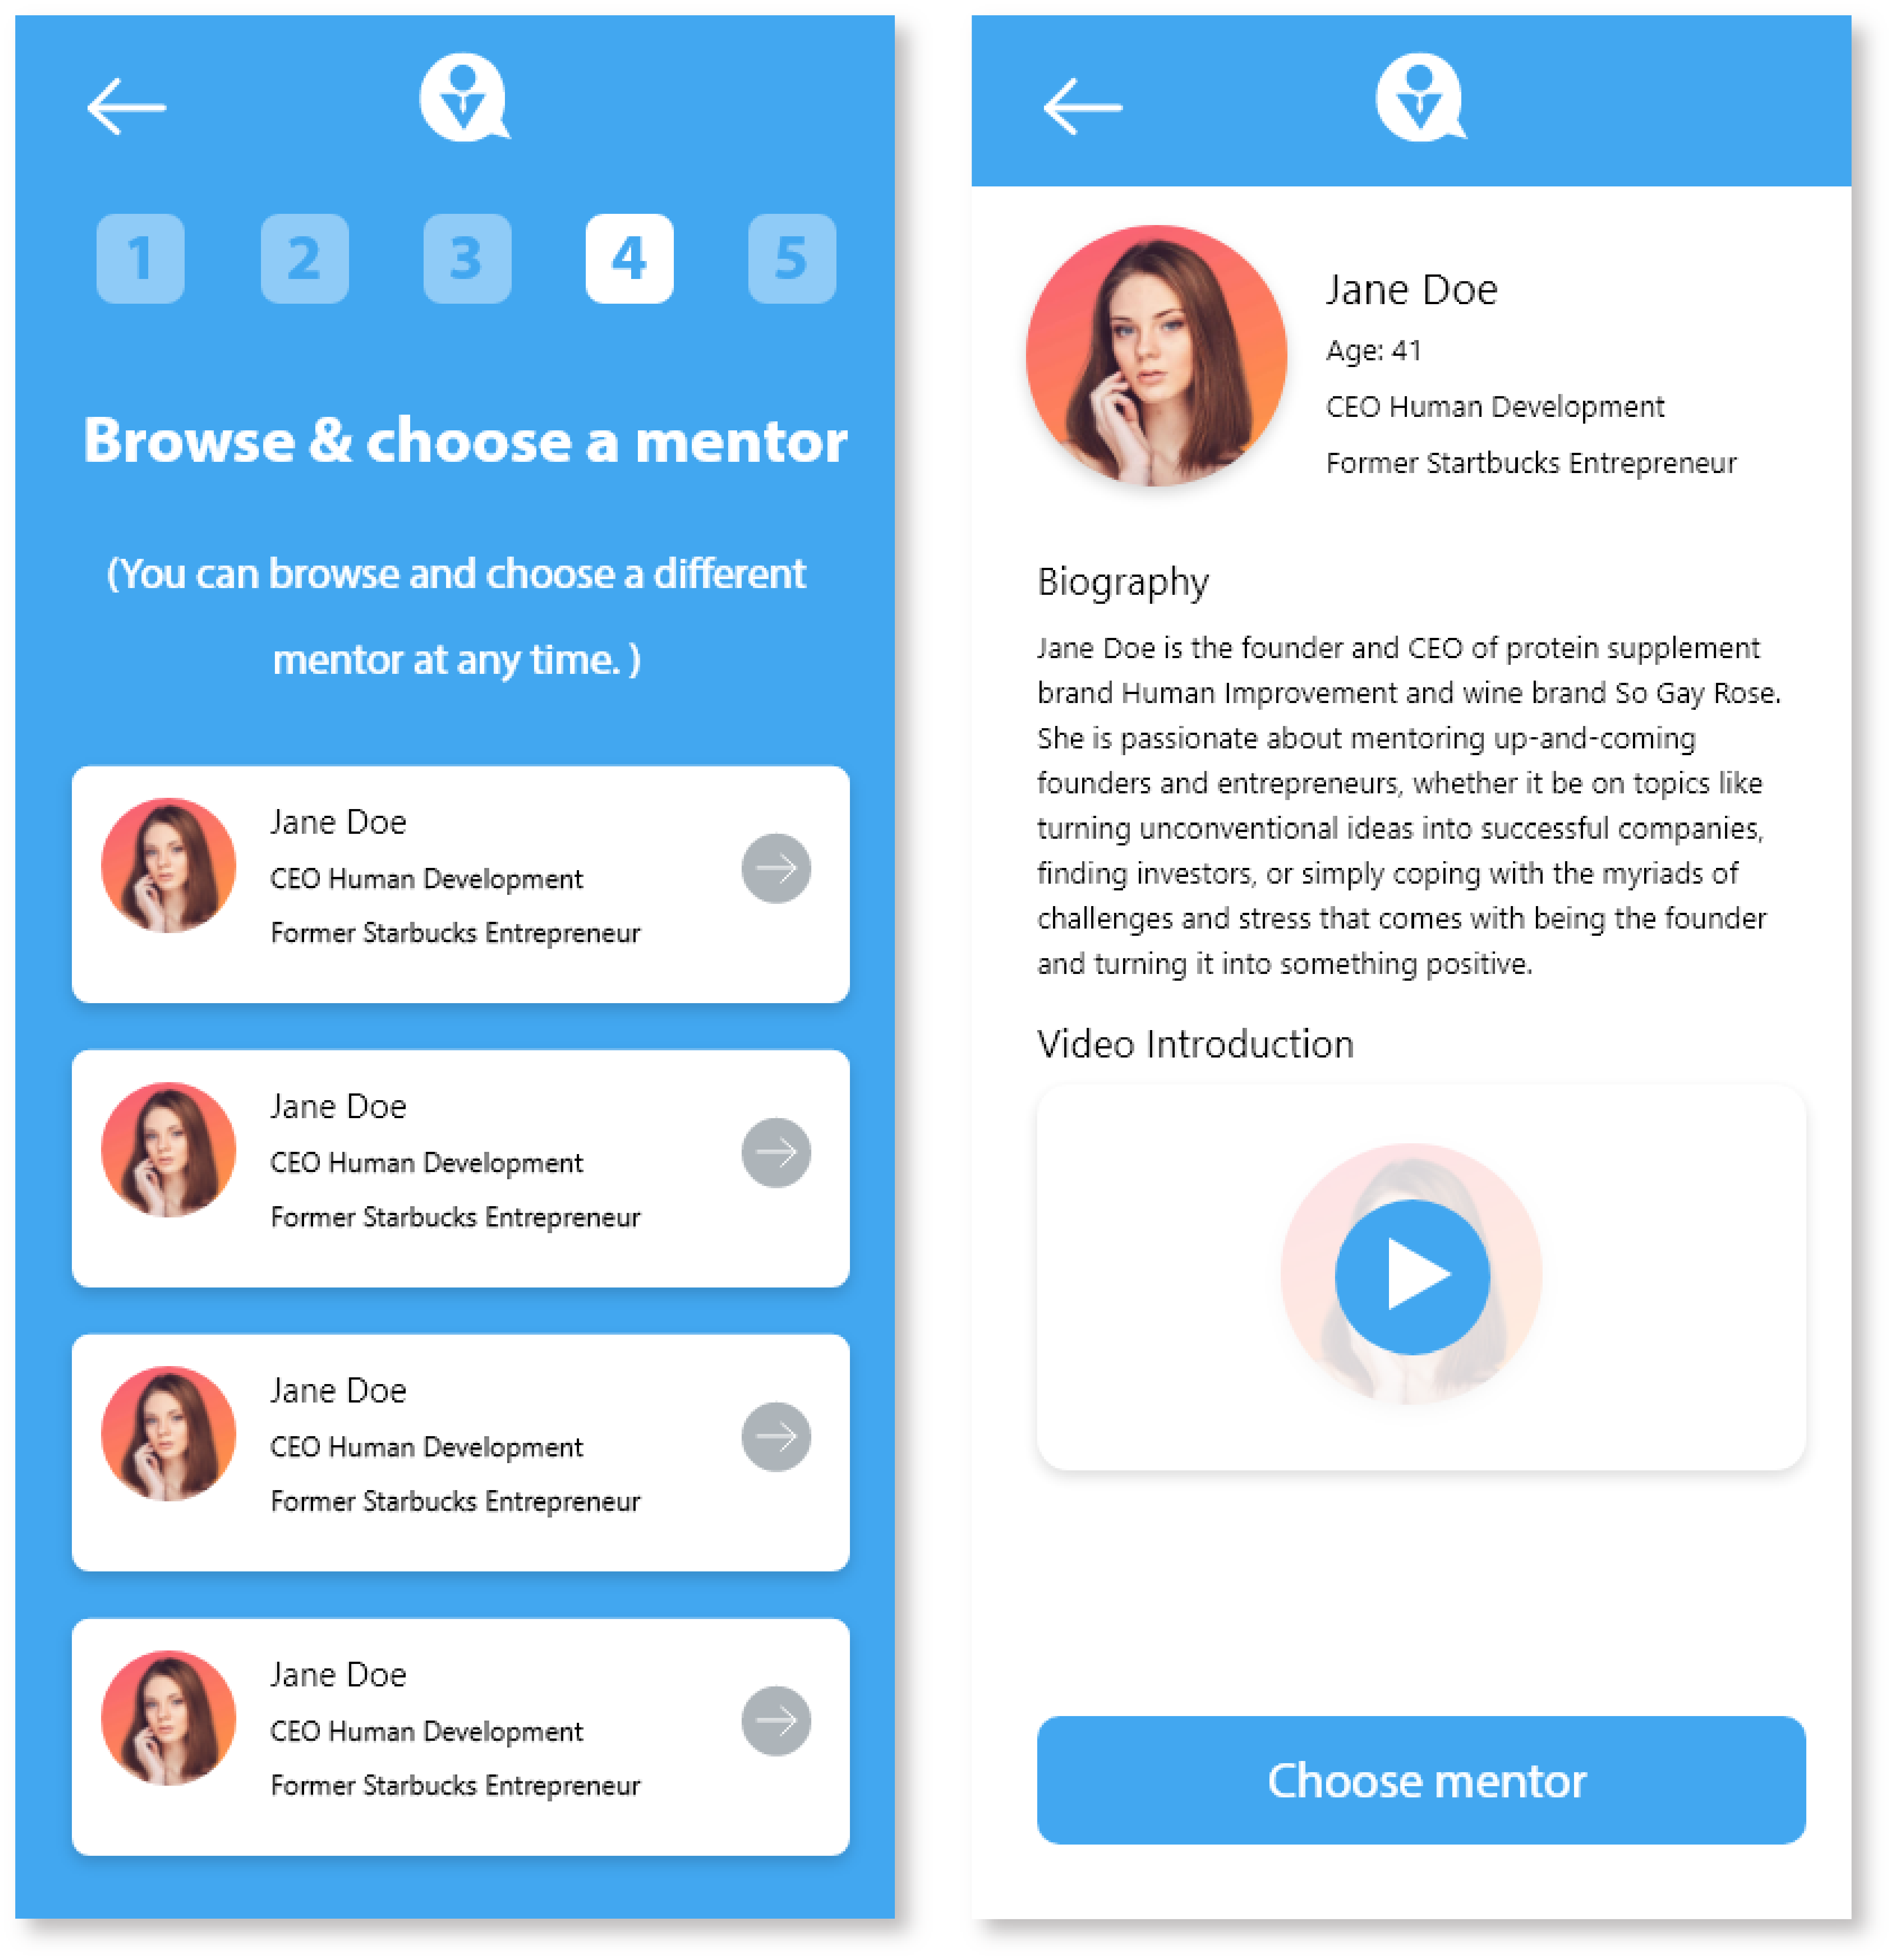 1 2 3 4 5
Browse & choose a mentor
(You can browse and choose a different
mentor at any time. )
Jane Doe
CEO Human Development
Former Starbucks Entrepreneur
Jane Doe
CEO Human Development
Former Starbucks Entrepreneur
Jane Doe
CEO Human Development
Former Starbucks Entrepreneur
Jane Doe
CEO Human Development
Former Starbucks Entrepreneur
Jane Doe
Age: 41
CEO Human Development
Former Startbucks Entrepreneur
Biography
Jane Doe is the founder and CEO of protein supplement
brand Human Improvement and wine brand So Gay Rose.
She is passionate about mentoring up-and-coming
founders and entrepreneurs, whether it be on topics like
turning unconventional ideas into successful companies,
finding investors, or simply coping with the myriads of
challenges and stress that comes with being the founder
and turning it into something positive.
Video Introduction
Choose mentor